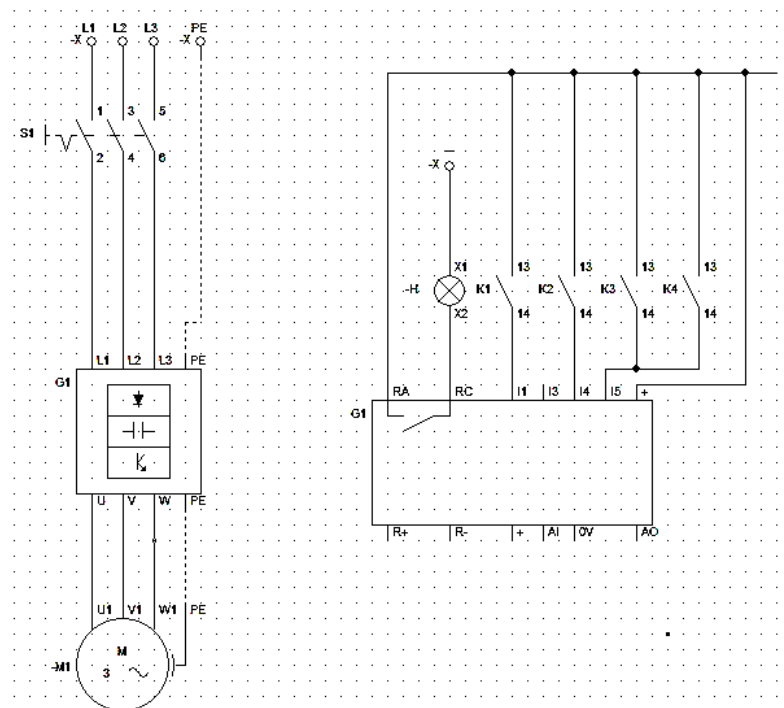 L1 L2 L3 PE
-X -X
1 3 5
S1
2 4 6
-X
X1 13 13 13 13
-H K1 K2 K3 K4
X2 14 14 14 14
L1 L2 L3 PE
G1
RA RC I1 I3 I4 I5 +
G1
U V W PE
R+ R- + AI 0V AO
U1 V1 W1 PE
M
-M1 3